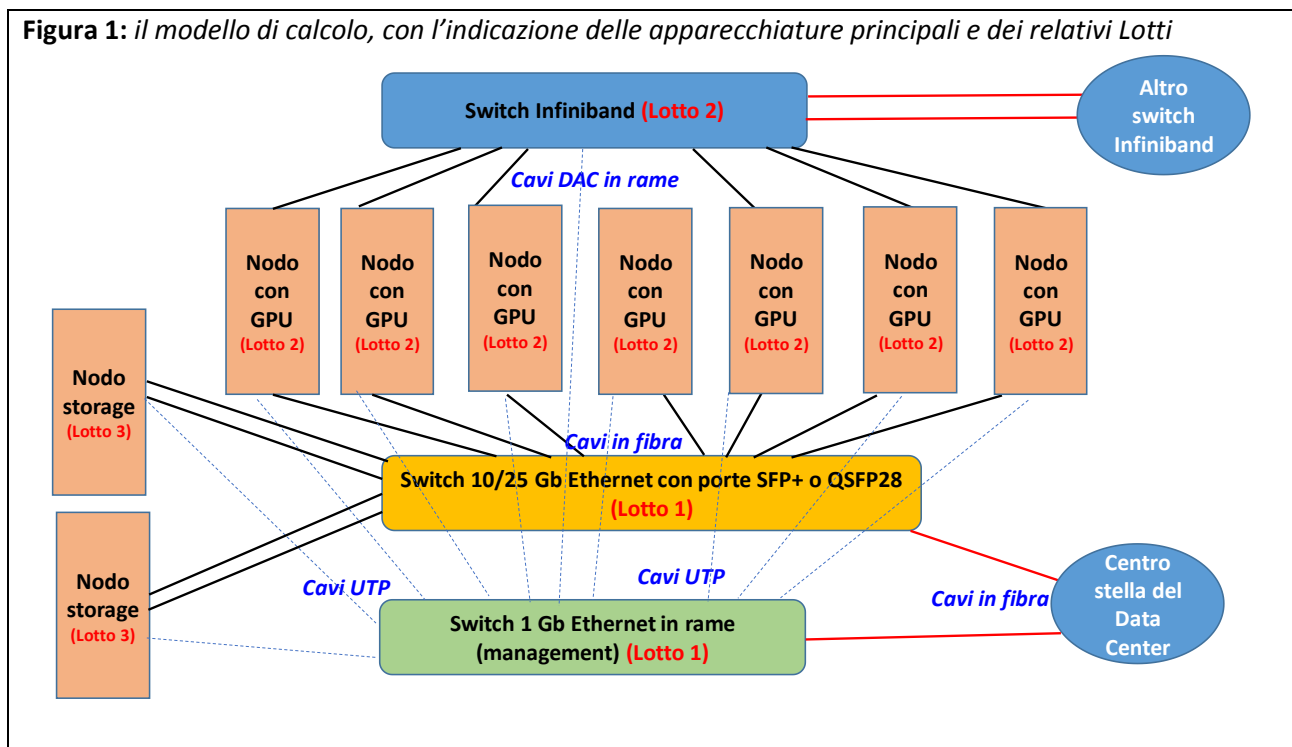 Figura 1: il modello di calcolo, con l’indicazione delle apparecchiature principali e dei relativi Lotti
Switch Infiniband (Lotto 2)
Altro
switch
Infiniband
Cavi DAC in rame
Nodo
con
GPU
(Lotto 2)
Nodo
con
GPU
(Lotto 2)
Nodo
con
GPU
(Lotto 2)
Nodo
con
GPU
(Lotto 2)
Nodo
con
GPU
(Lotto 2)
Nodo
con
GPU
(Lotto 2)
Nodo
con
GPU
(Lotto 2)
Nodo
storage
(Lotto 3)
Cavi in fibra
Switch 10/25 Gb Ethernet con porte SFP+ o QSFP28
(Lotto 1)
Nodo
storage
(Lotto 3)
Cavi UTP
Cavi UTP
Cavi in fibra
Centro
stella del
Data
Center
Switch 1 Gb Ethernet in rame
(management) (Lotto 1)